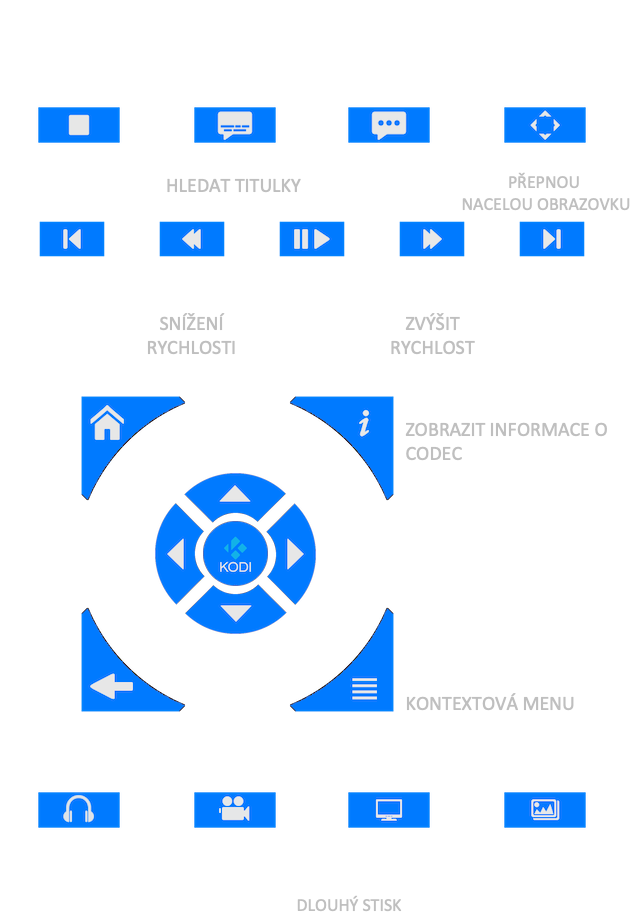 HLEDAT TITULKY
PŘEPNOU
NACELOU OBRAZOVKU
SNÍŽENÍ
RYCHLOSTI
ZVÝŠIT
RYCHLOST
i
ZOBRAZIT INFORMACE O
CODEC
KODI
KONTEXTOVÁ MENU
DLOUHÝ STISK